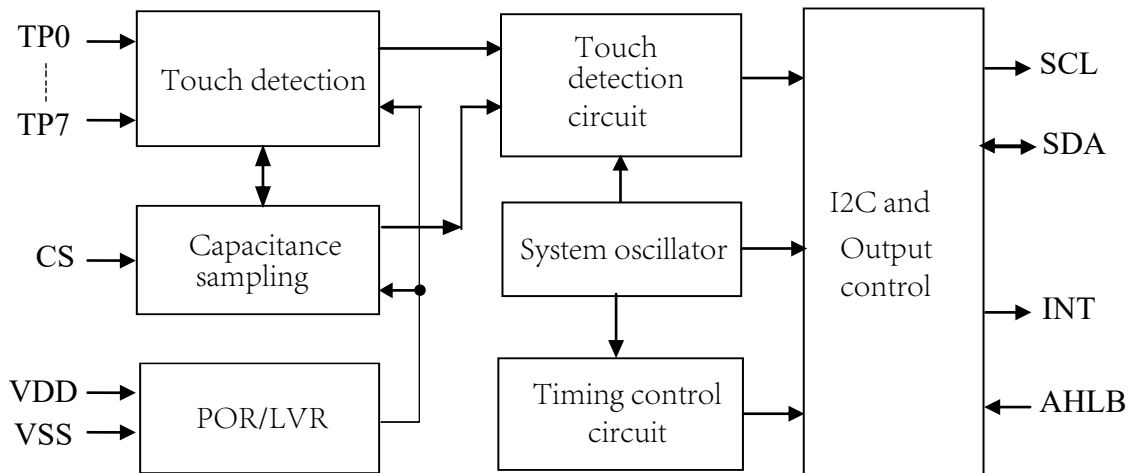 TP0
TP7
Touch detection
Touch
detection
circuit
SCL
SDA
CS
Capacitance
sampling
System oscillator
I2C and
Output
control
INT
VDD
VSS
POR/LVR
Timing control
circuit
AHLB